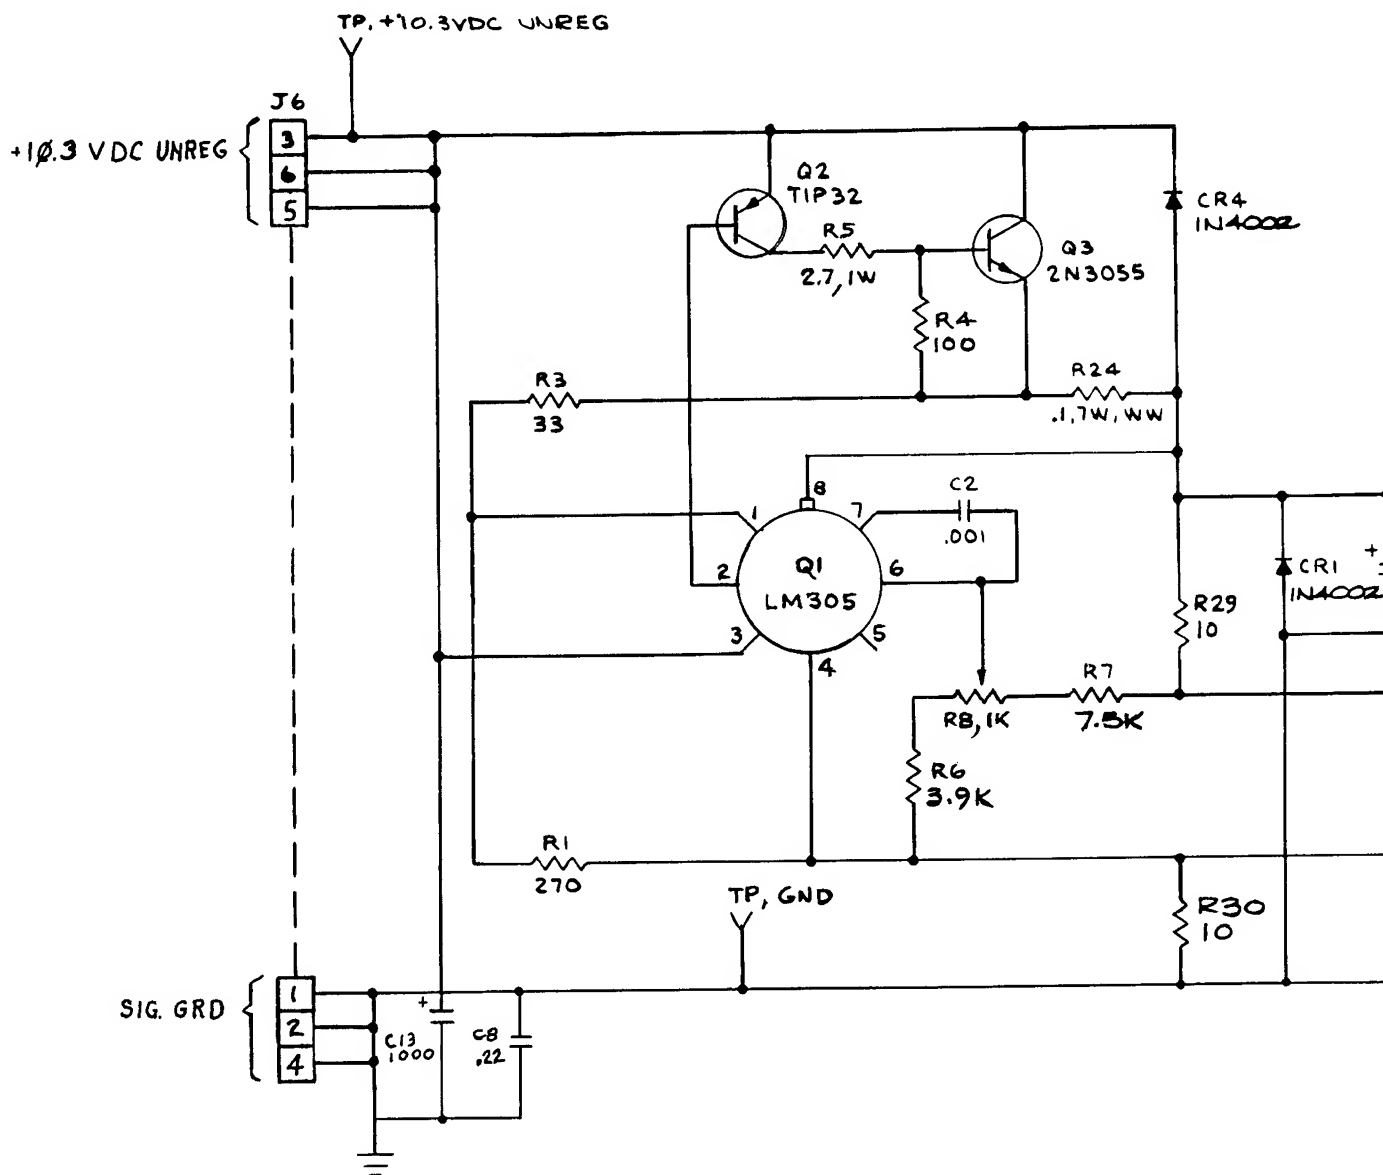 TP, +10.3VDC UNREG
J6
+1Ø.3 VDC UNREG
3
6
5
Q2
TIP32
R5
2.7, 1W
Q3
2N3055
CR4
1N4002
R4
100
R3
33
R24
.1, 7W, WW
8
1
7
C2
.001
2
Q1
LM305
6
3
4
5
CR1
1N4002
+
R29
10
R8, 1K
R7
7.5K
R6
3.9K
R1
270
TP, GND
R30
10
SIG. GRD
1
2
4
+
C13
1000
C8
.22